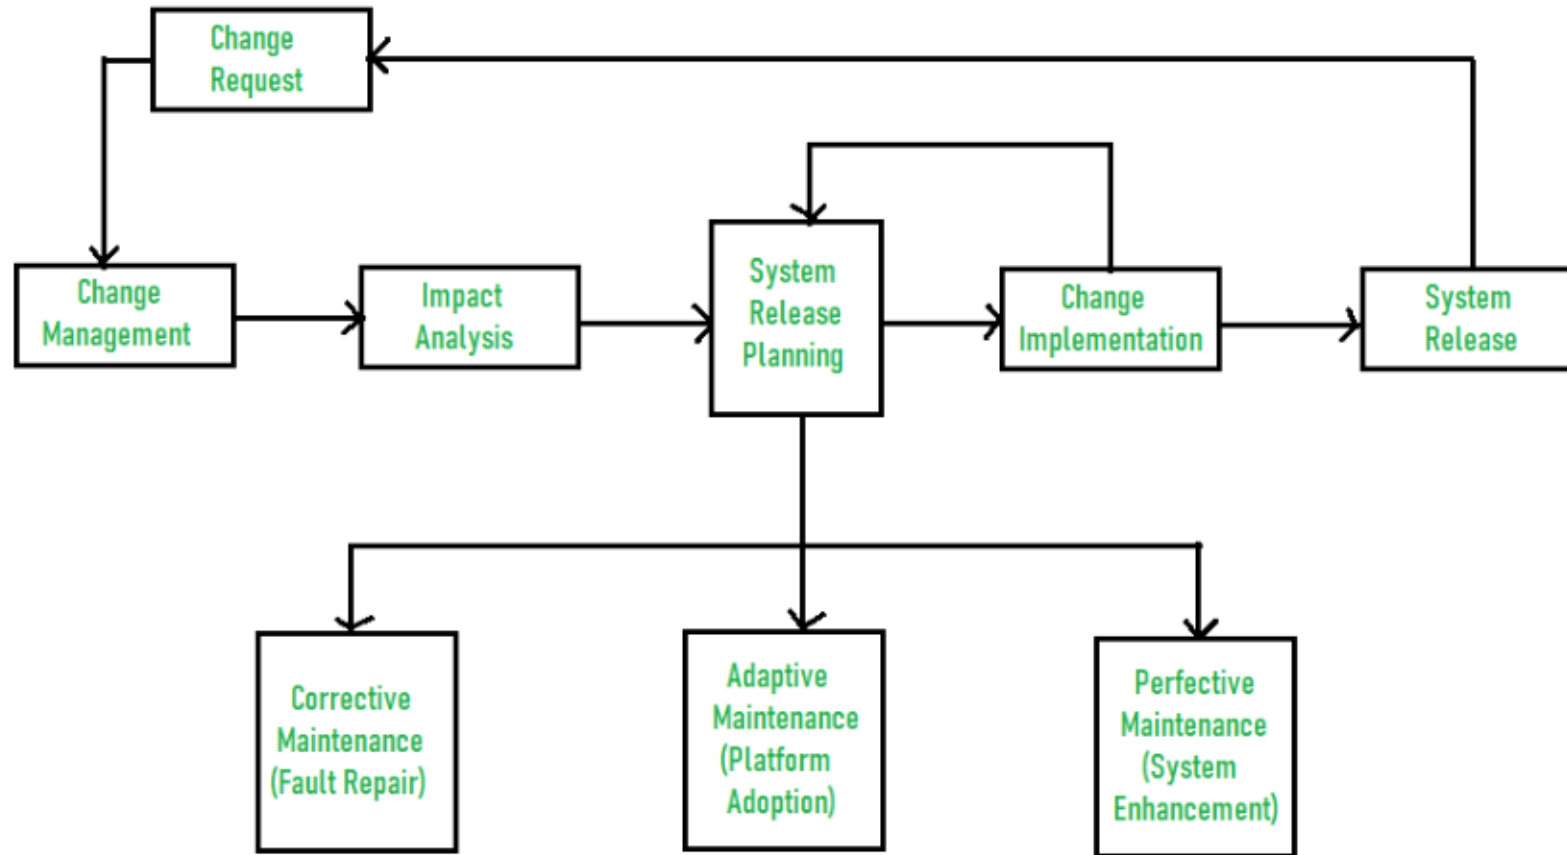 Change
Request
Change
Management
Impact
Analysis
System
Release
Planning
Change
Implementation
System
Release
Corrective
Maintenance
(Fault Repair)
Adaptive
Maintenance
(Platform
Adoption)
Perfective
Maintenance
(System
Enhancement)